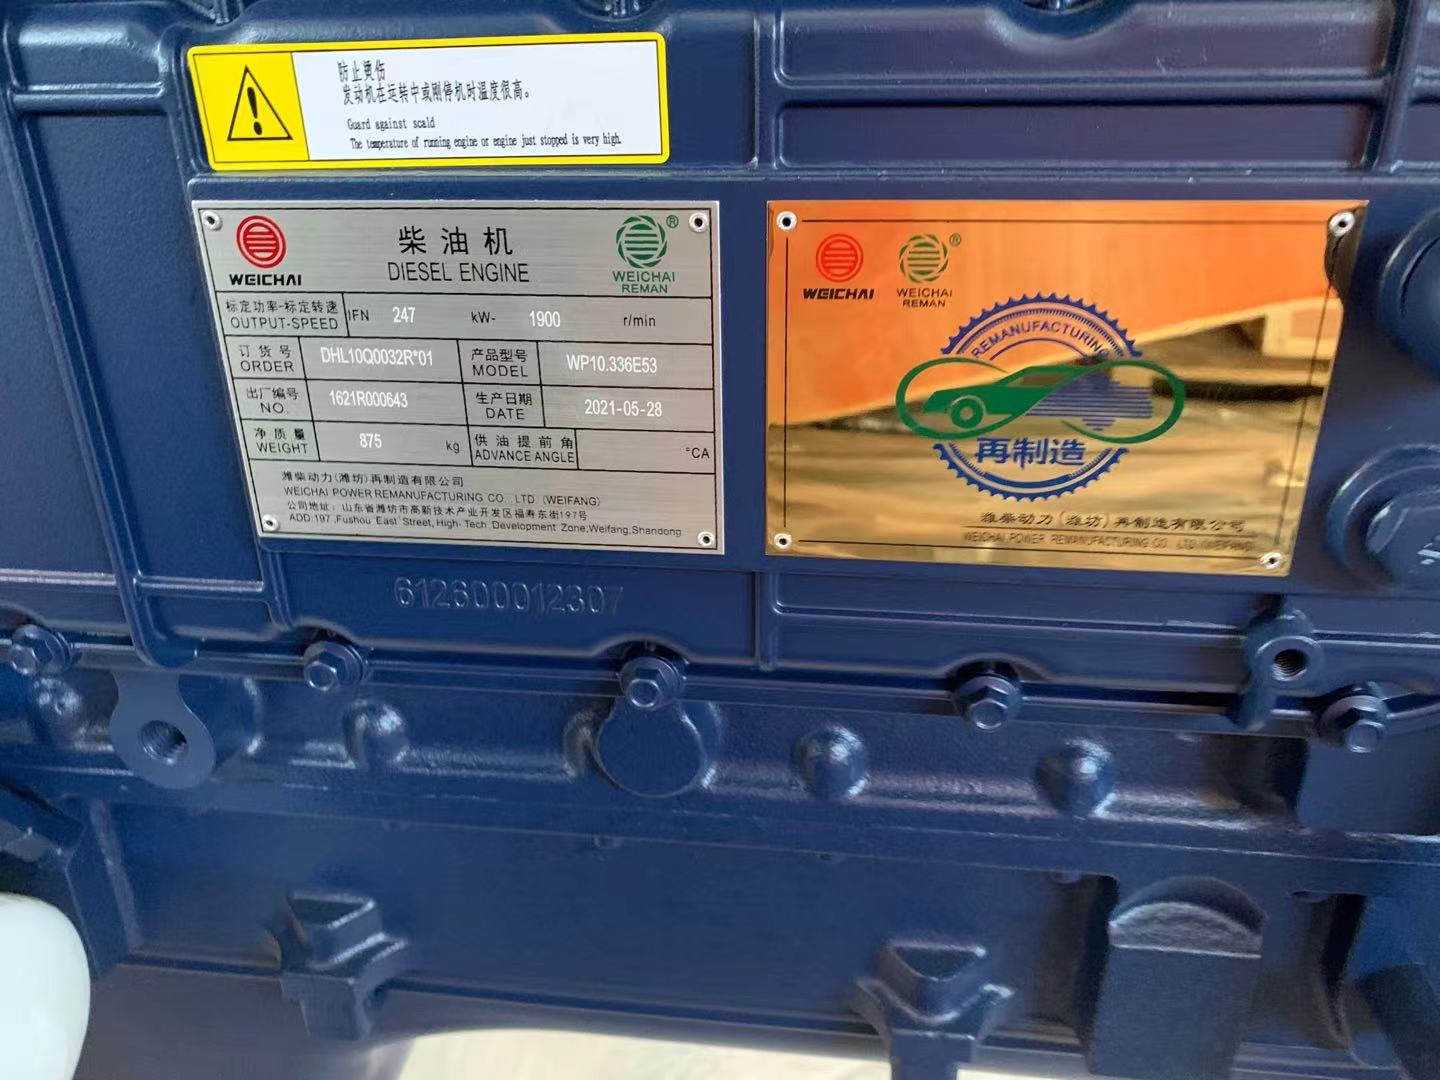 防止烫伤
发动机在运转中或刚停机时温度很高。
Guard against scald
The temperature of running engine or engine just stopped is very high.
WEICHAI
柴油机
DIESEL ENGINE
WEICHAI
REMAN
®
标定功率-标定转速
OUTPUT-SPEED
IFN 247 kW- 1900 r/min
订货号
ORDER
DHL10Q0032R*01
产品型号
MODEL
WP10.336E53
出厂编号
NO.
1621R000643
生产日期
DATE
2021-05-28
净质量
WEIGHT
875 kg
供油提前角
ADVANCE ANGLE
°CA
潍柴动力(潍坊)再制造有限公司
WEICHAI POWER REMANUFACTURING CO., LTD (WEIFANG)
公司地址: 山东省潍坊市高新技术产业开发区福寿东街197号
ADD:197 ,Fushou East Street, High- Tech Development Zone,Weifang,Shandong
WEICHAI
WEICHAI
REMAN
®
REMANUFACTURING
再制造
潍柴动力(潍坊)再制造有限公司
WEICHAI POWER REMANUFACTURING CO., LTD (WEIFANG)
612600012307